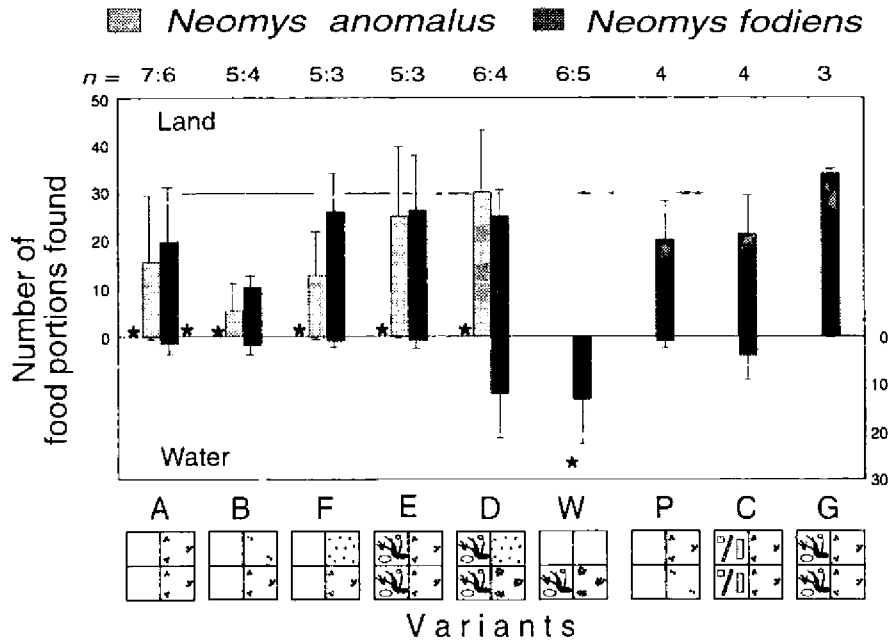 Neomys anomalus Neomys fodiens
n = 7:6 5:4 5:3 5:3 6:4 6:5 4 4 3
50
Land
40
30
20
10
0 0
10
20
Water
30
Number of
food portions found
A B F E D W P C G
Variants